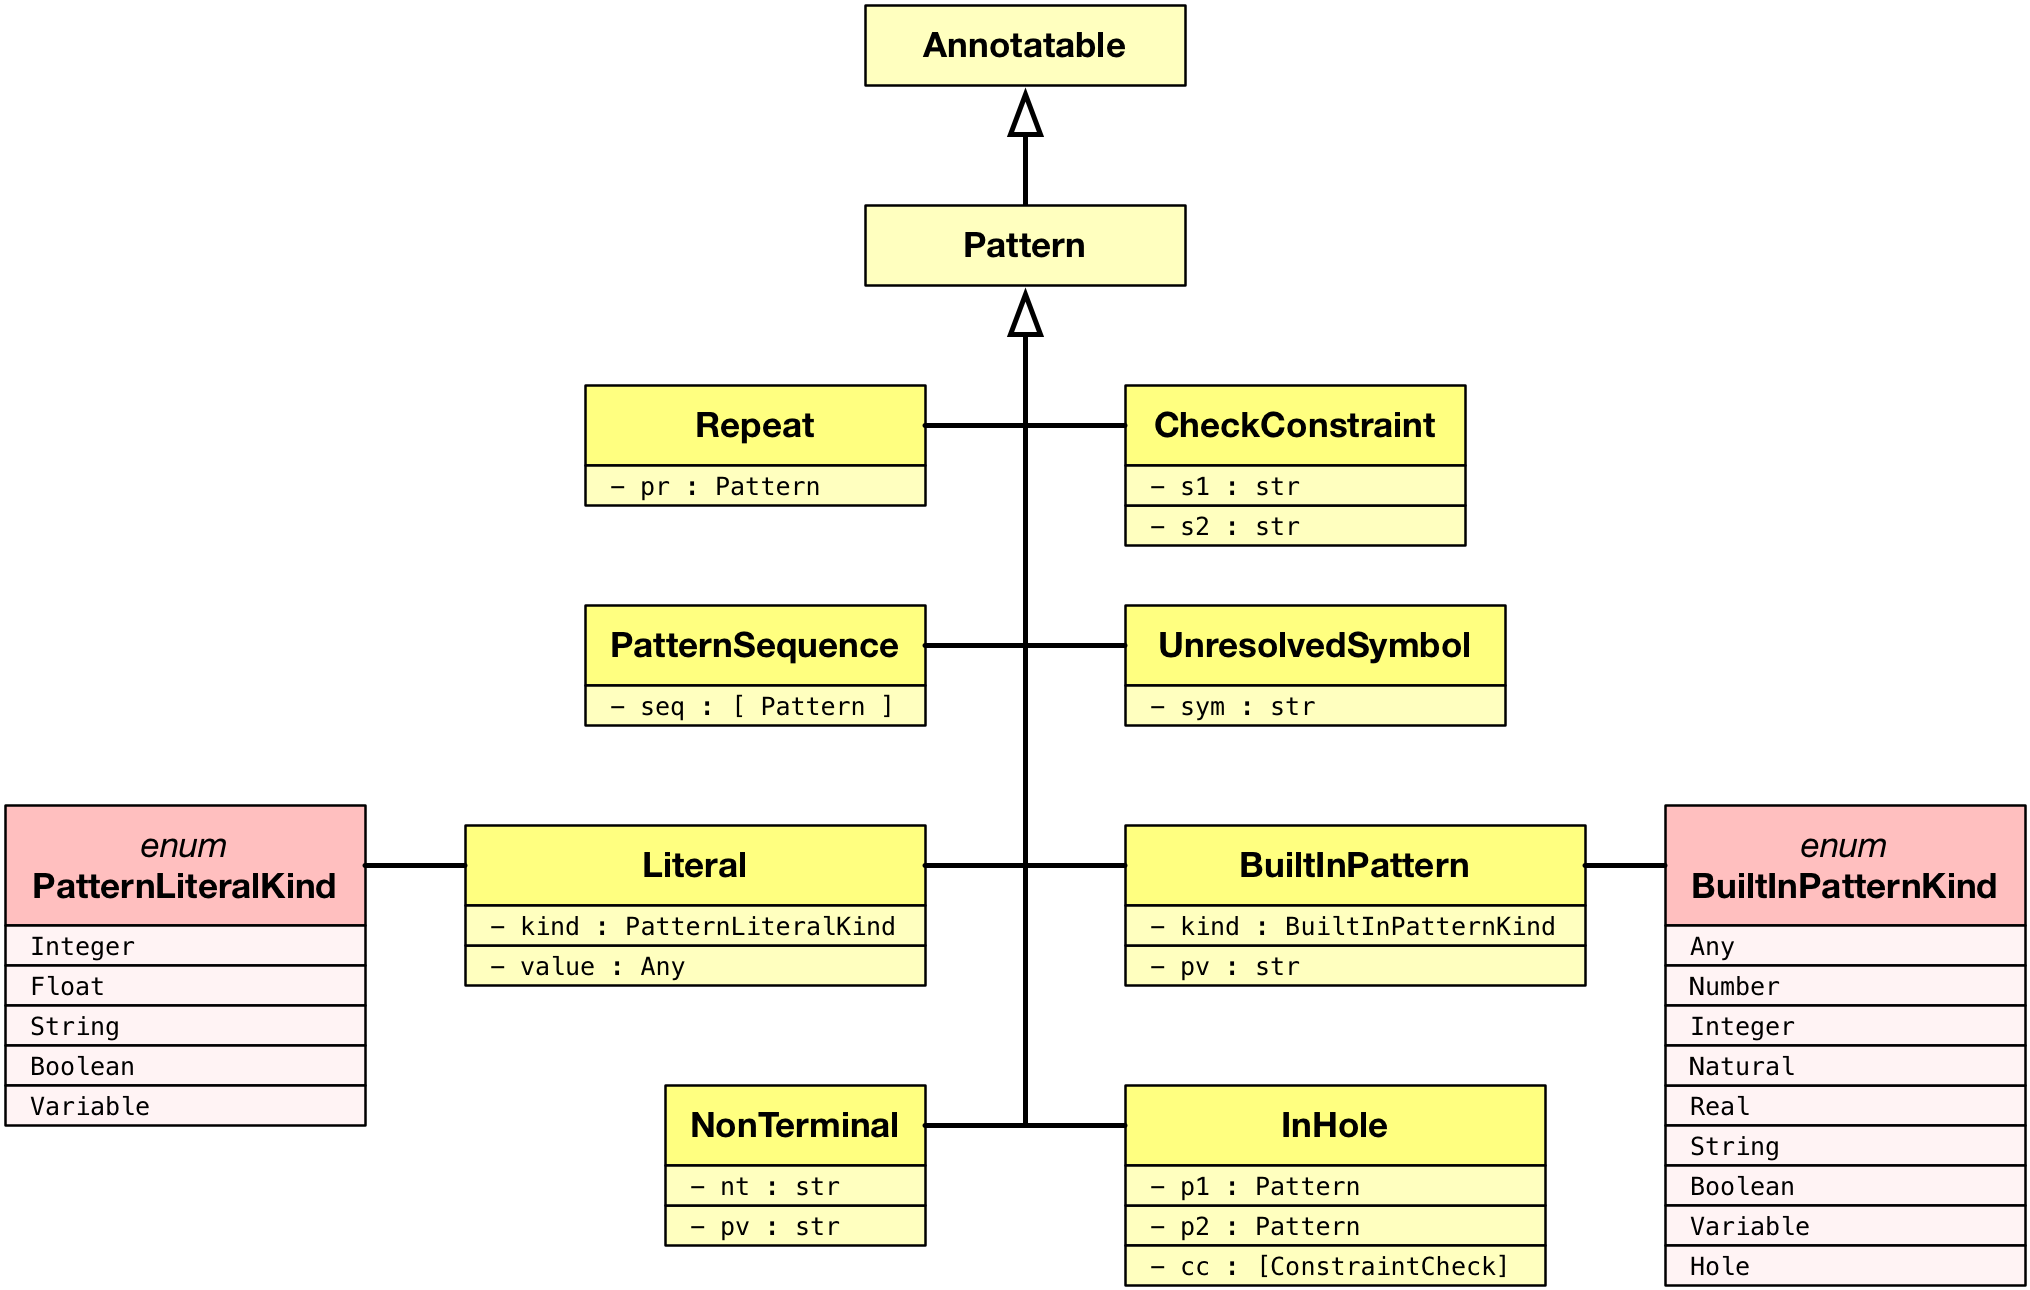 Annotatable
Pattern
Repeat
- pr : Pattern
CheckConstraint
- s1 : str
- s2 : str
PatternSequence
- seq : [ Pattern ]
UnresolvedSymbol
- sym : str
enum
PatternLiteralKind
Integer
Float
String
Boolean
Variable
Literal
- kind : PatternLiteralKind
- value : Any
BuiltInPattern
- kind : BuiltInPatternKind
- pv : str
enum
BuiltInPatternKind
Any
Number
Integer
Natural
Real
String
Boolean
Variable
Hole
NonTerminal
- nt : str
- pv : str
InHole
- p1 : Pattern
- p2 : Pattern
- cc : [ConstraintCheck]